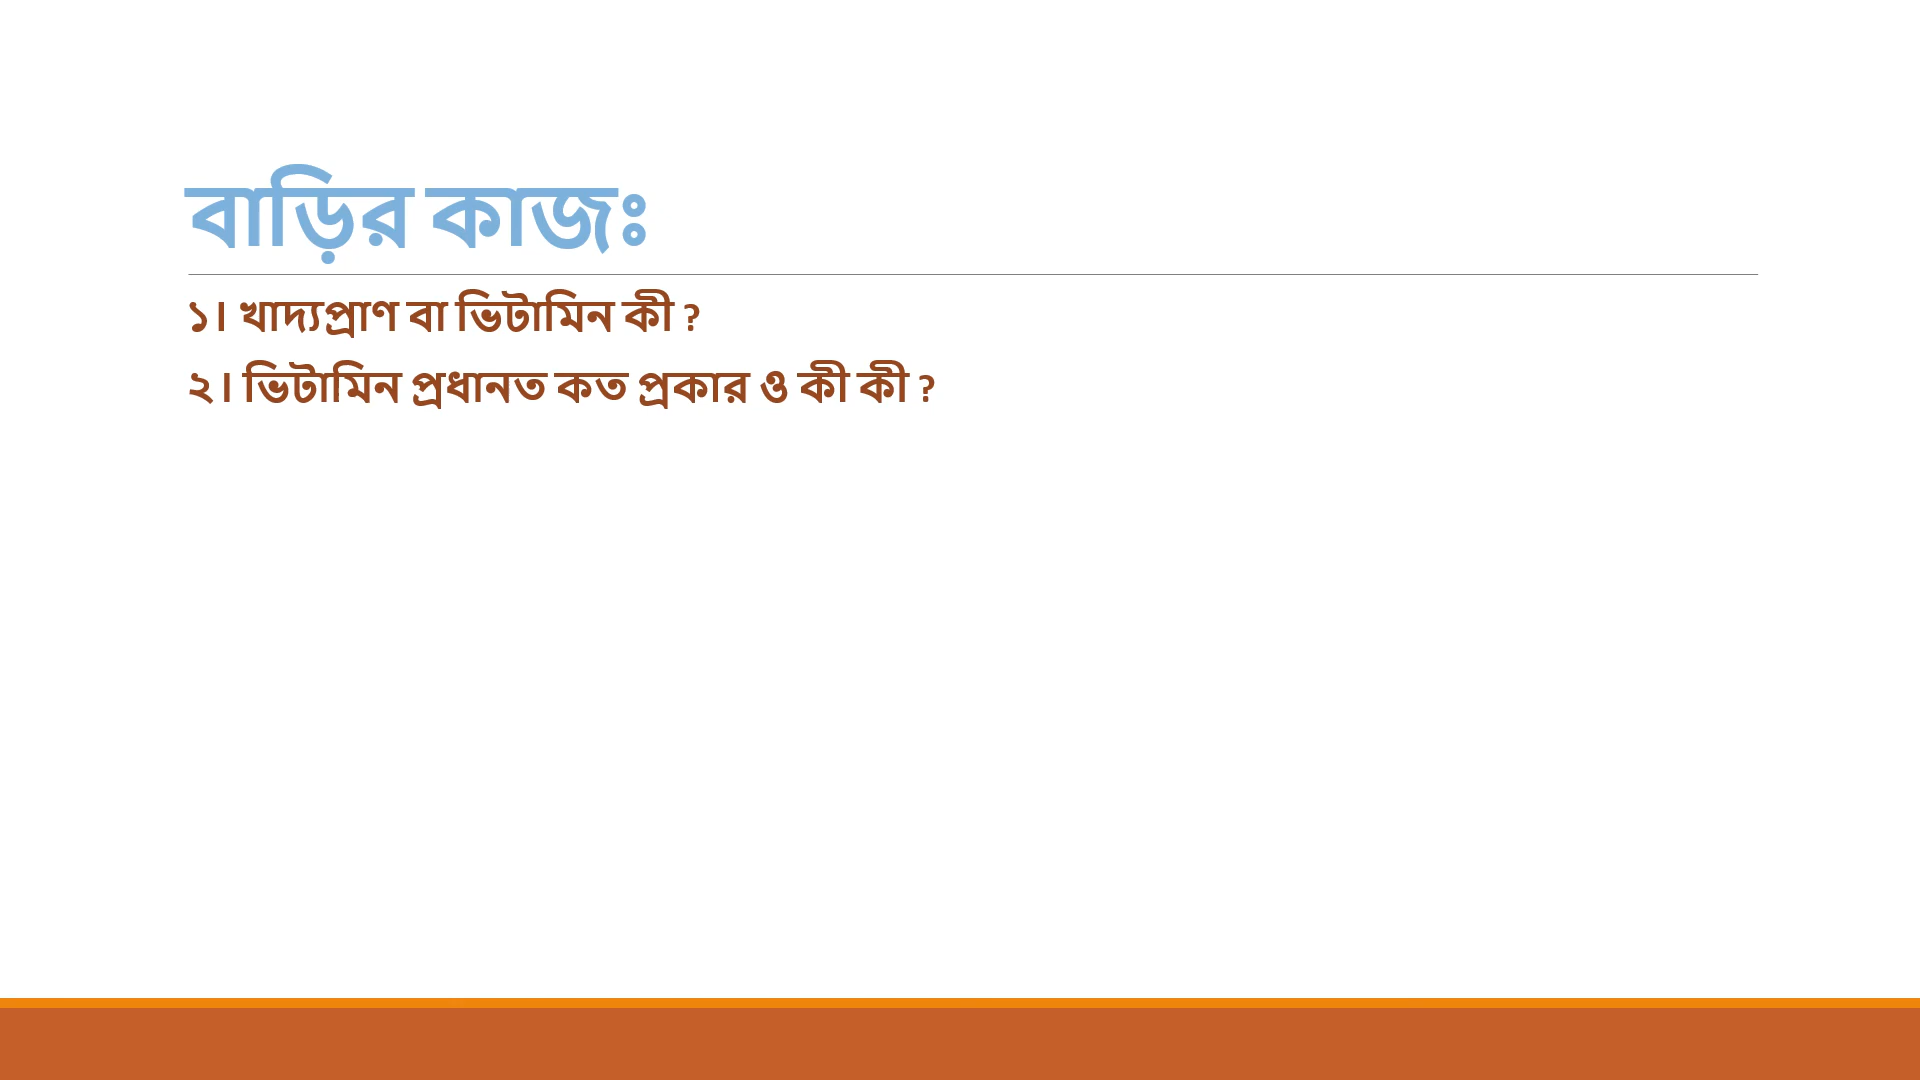 বাড়ির কাজঃ
১। খাদ্যপ্রাণ বা ভিটামিন কী ?
২। ভিটামিন প্রধানত কত প্রকার ও কী কী ?